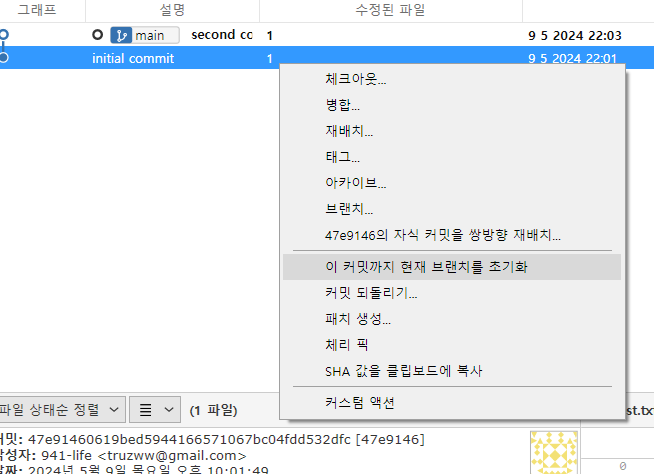 그래프 설명 수정된 파일
main second co 1 9 5 2024 22:03
initial commit 1 9 5 2024 22:01
체크아웃...
병합...
재배치...
태그...
아카이브...
브랜치...
47e9146의 자식 커밋을 쌍방향 재배치...
이 커밋까지 현재 브랜치를 초기화
커밋 되돌리기...
패치 생성...
체리 픽
SHA 값을 클립보드에 복사
커스텀 액션
파일 상태순 정렬 (1 파일) st.tx
커밋: 47e91460619bed5944166571067bc04fdd532dfc [47e9146]
작성자: 941-life <truzww@gmail.com>
날짜: 2024년 5월 9일 목요일 오후 10:01:49
0